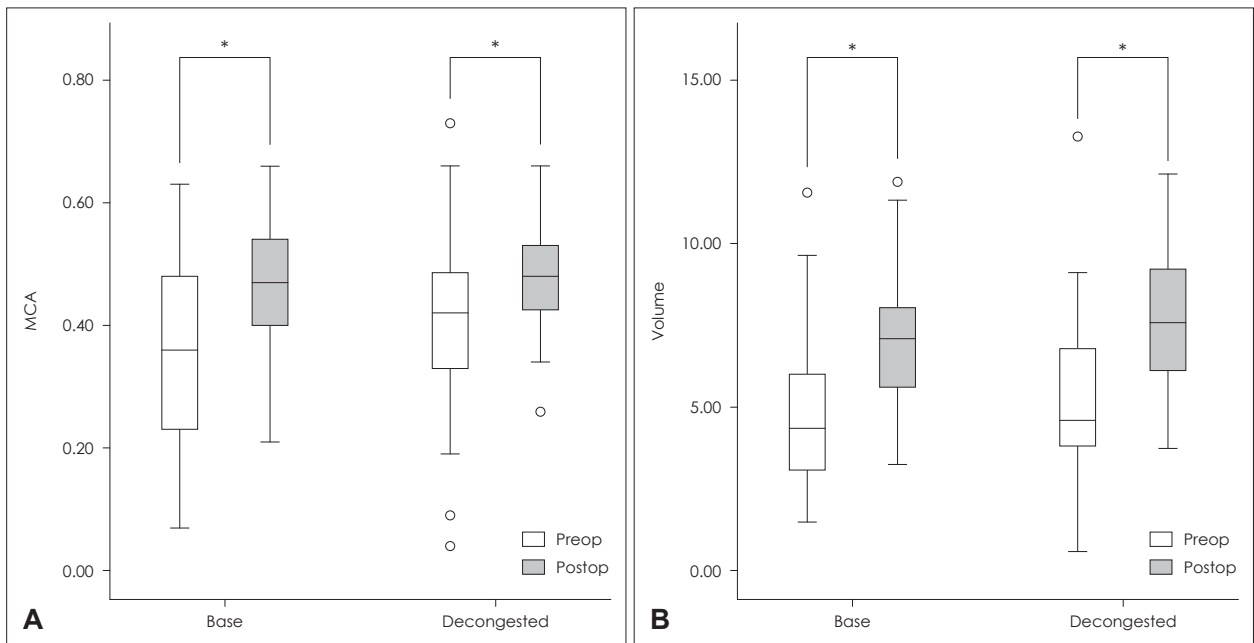 *
*
0.80
0.60
0.40
0.20
0.00
MCA
Preop
Postop
Base
Decongested
A
*
*
15.00
10.00
5.00
0.00
Volume
Preop
Postop
Base
Decongested
B